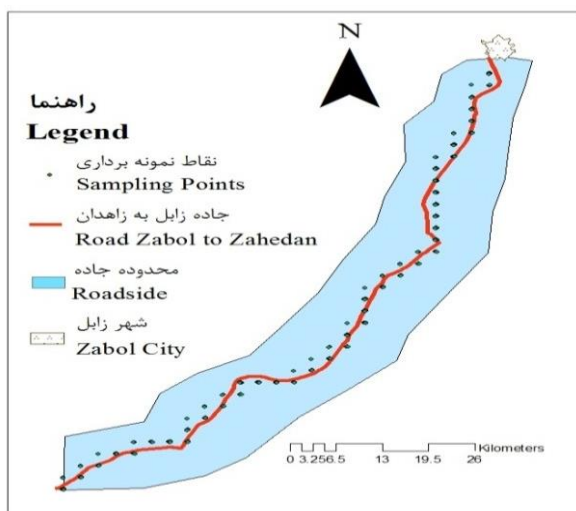 N
راهنما
Legend
نقاط نمونه برداری
Sampling Points
جاده زابل به زاهدان
Road Zabol to Zahedan
محدوده جاده
Roadside
شهر زابل
Zabol City
Kilometers
0 3.25 6.5 13 19.5 26